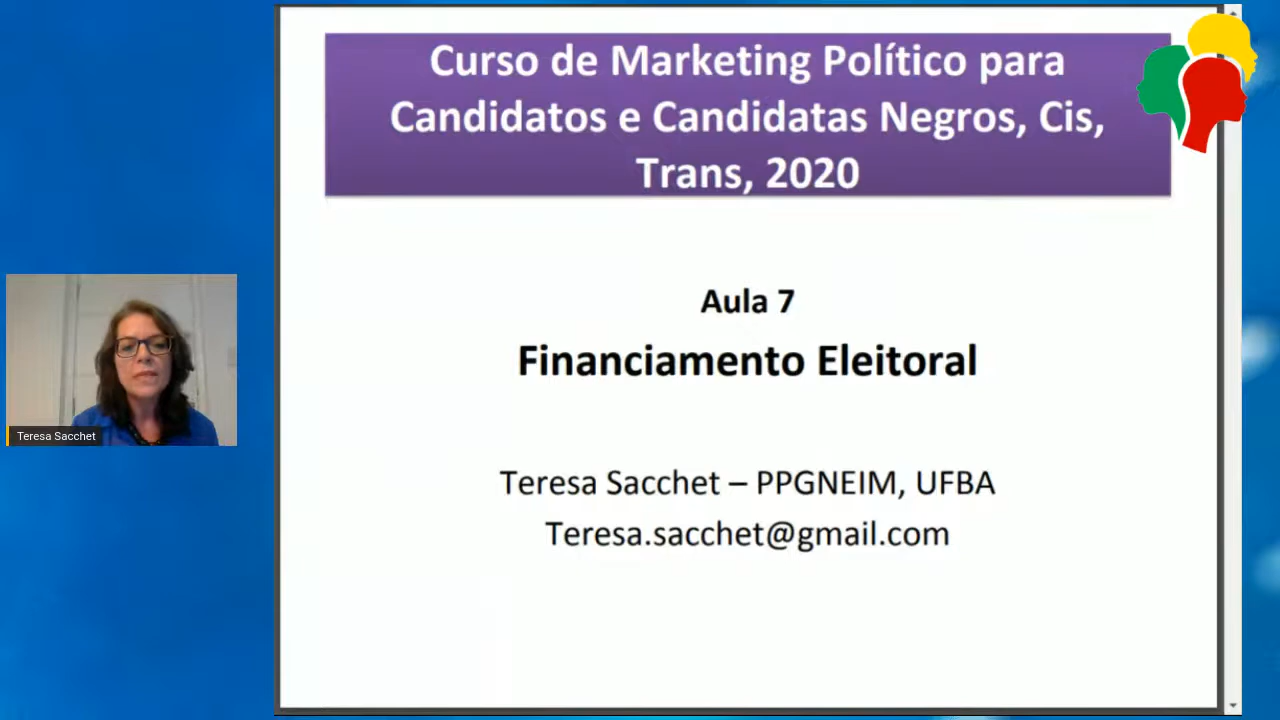 Curso de Marketing Político para
Candidatos e Candidatas Negros, Cis,
Trans, 2020
Aula 7
Financiamento Eleitoral
Teresa Sacchet – PPGNEIM, UFBA
Teresa.sacchet@gmail.com
Teresa Sacchet